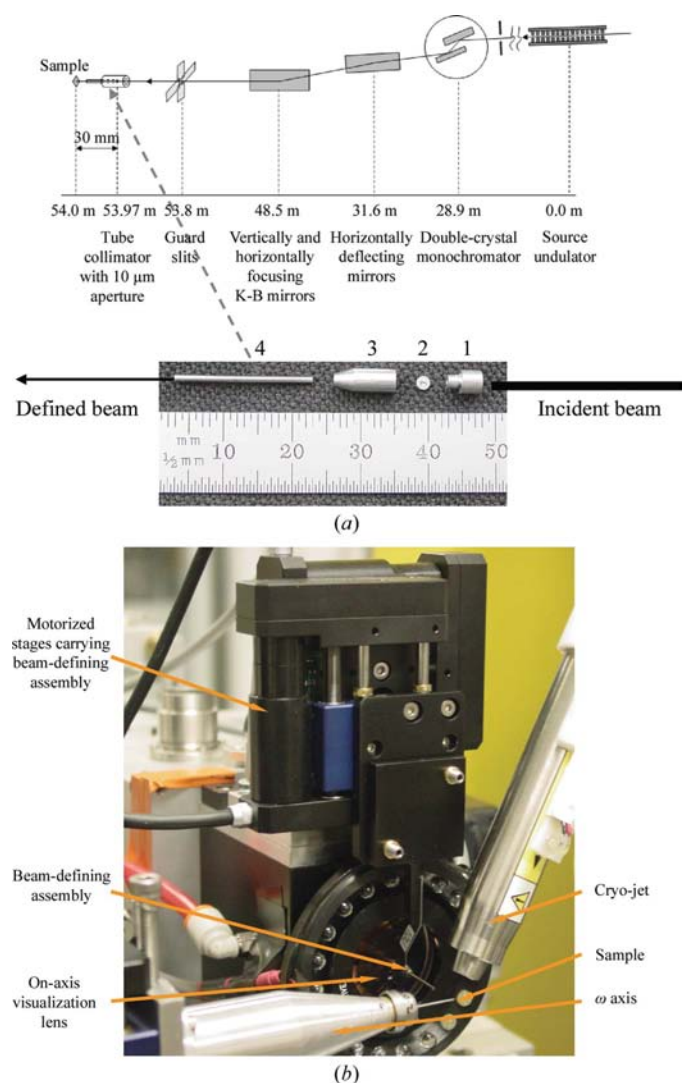 Sample
30 mm
54.0 m 53.97 m 53.8 m 48.5 m 31.6 m 28.9 m 0.0 m
Tube collimator with 10 μm aperture
Guard slits
Vertically and horizontally focusing K-B mirrors
Horizontally deflecting mirrors
Double-crystal monochromator
Source undulator
4 3 2 1
Defined beam
Incident beam
mm
½ mm
10 20 30 40 50
(a)
Motorized
stages carrying
beam-defining
assembly
Beam-defining
assembly
On-axis
visualization
lens
Cryo-jet
Sample
ω axis
(b)